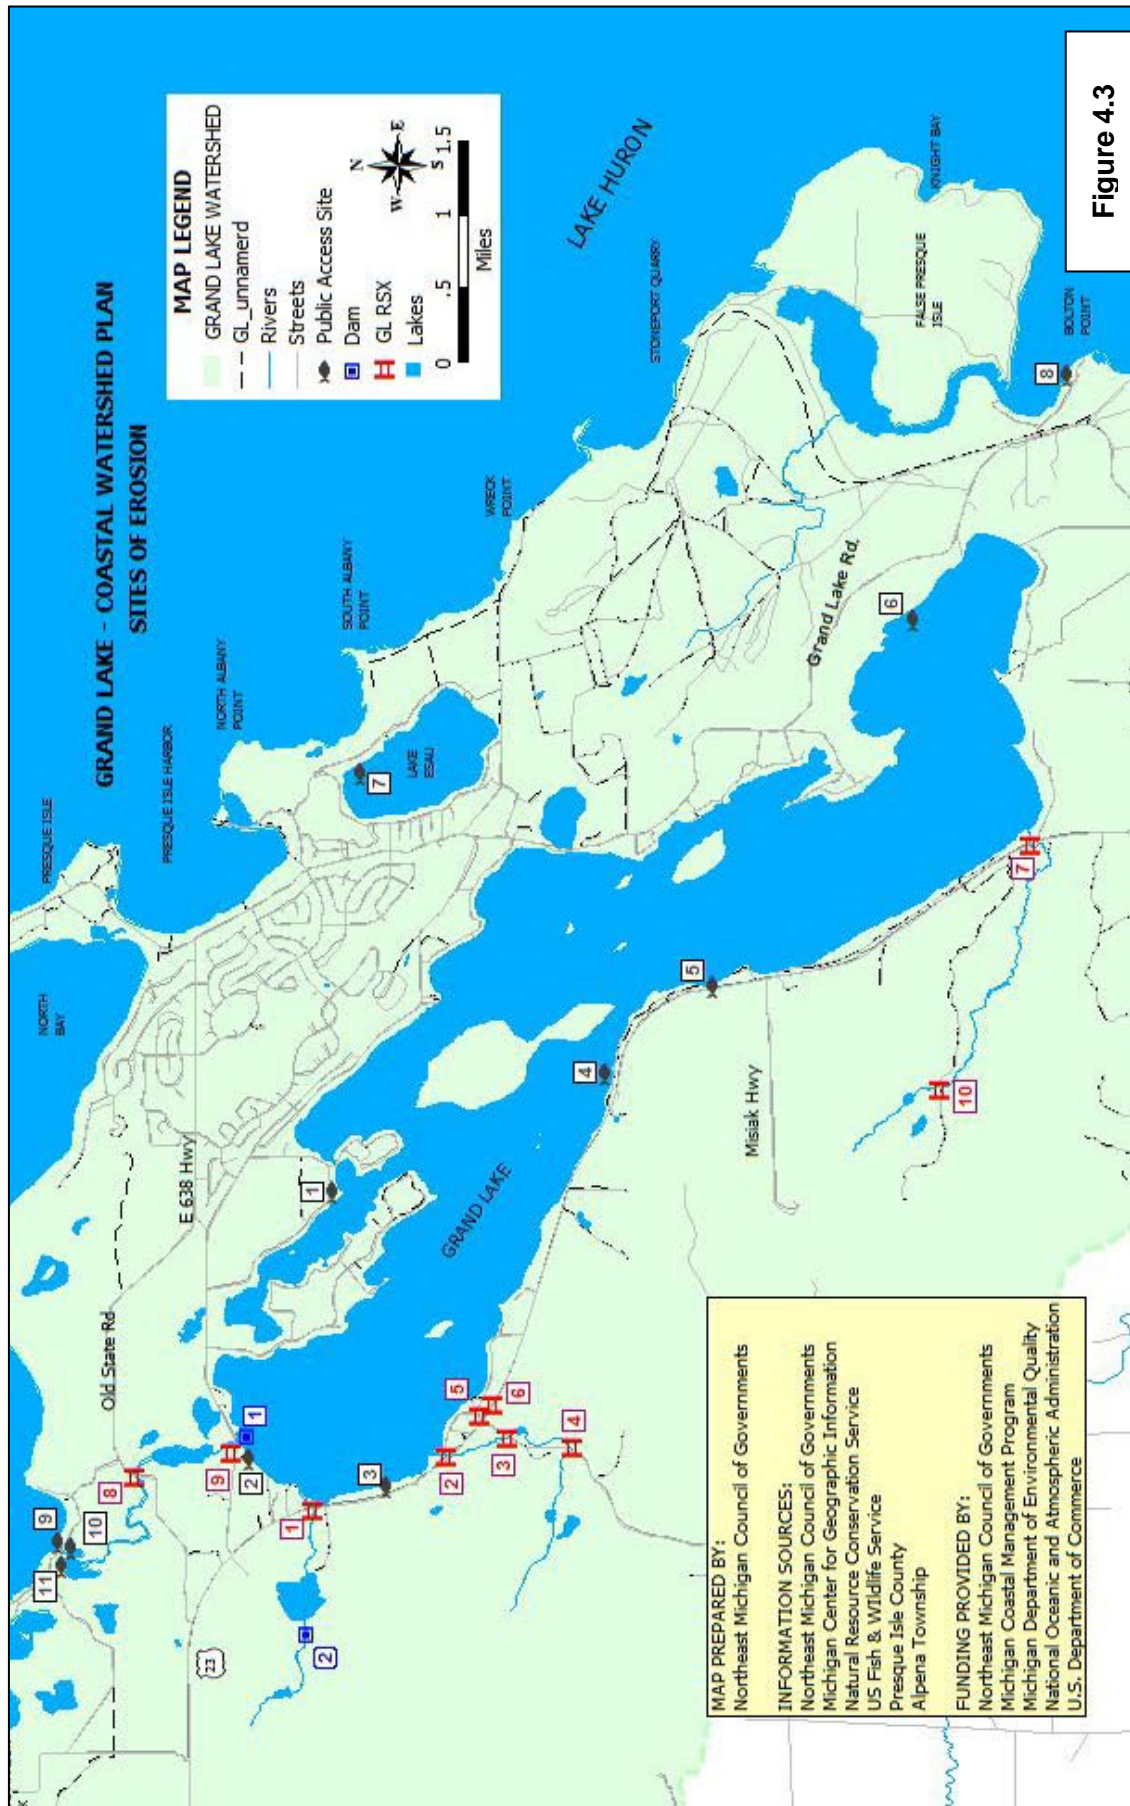 GRAND LAKE - COASTAL WATERSHED PLAN
SITES OF EROSION
MAP LEGEND
GRAND LAKE WATERSHED
GL_unnamerd
Rivers
Streets
Public Access Site
Dam
GL RSX
Lakes
N
W
E
S
0
.5
1
1.5
Miles
PRESQUE ISLE
PRESQUE ISLE HARBOR
NORTH ALBANY
POINT
SOUTH ALBANY
POINT
WRECK
POINT
STONEPORT QUARRY
LAKE HURON
KNIGHT BAY
FALSE PRESQUE
ISLE
BOLTON
POINT
NORTH
BAY
LAKE
ESAU
GRAND LAKE
Old State Rd
E 638 Hwy
Grand Lake Rd.
Misiak Hwy
23
9
10
11
8
9
2
1
1
2
3
1
2
3
4
5
6
1
4
5
7
6
8
7
10
MAP PREPARED BY:
Northeast Michigan Council of Governments
INFORMATION SOURCES:
Northeast Michigan Council of Governments
Michigan Center for Geographic Information
Natural Resource Conservation Service
US Fish & WIldlife Service
Presque Isle County
Alpena Township
FUNDING PROVIDED BY:
Northeast Michigan Council of Governments
Michigan Coastal Management Program
Michigan Department of Environmental Quality
National Oceanic and Atmospheric Administration
U.S. Department of Commerce
Figure 4.3